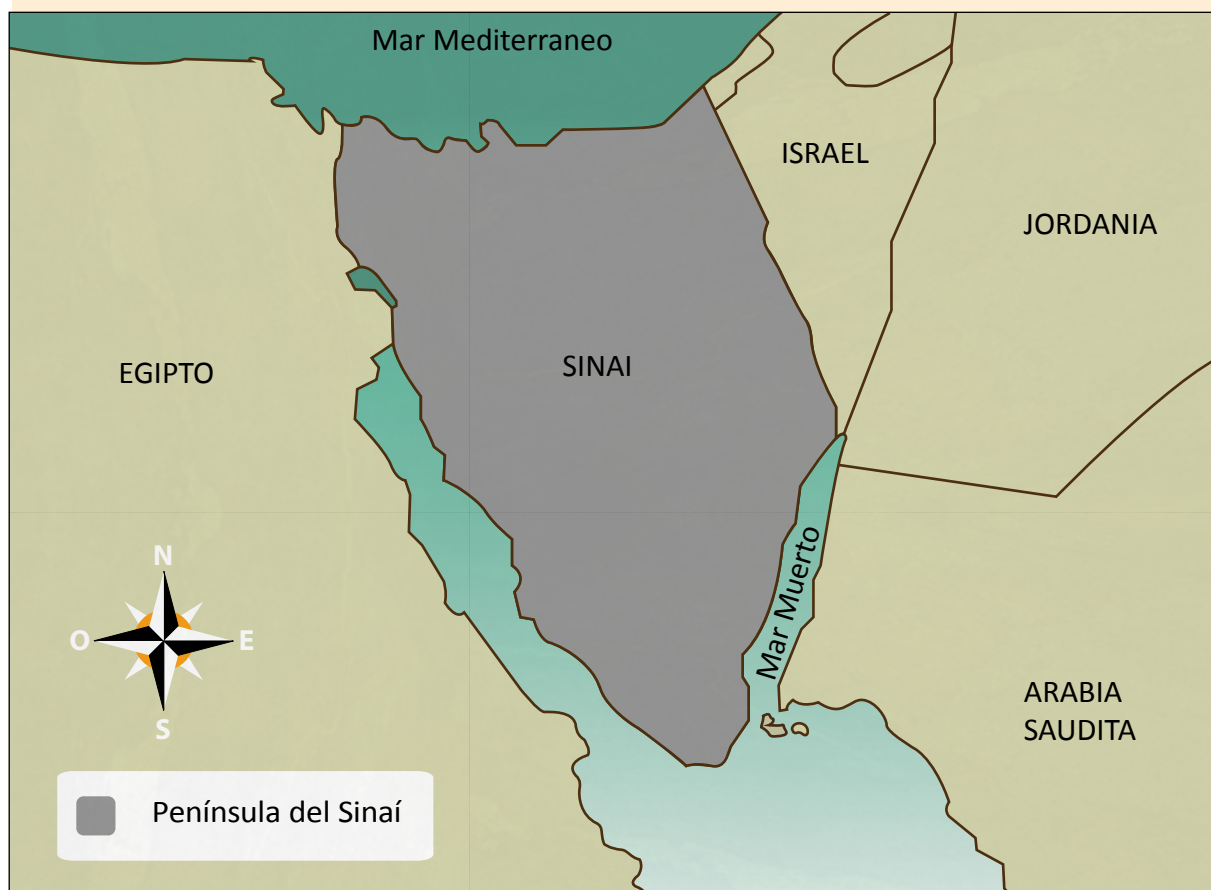 Mar Mediterraneo
ISRAEL
JORDANIA
EGIPTO
SINAI
Mar Muerto
N
O
E
S
ARABIA
SAUDITA
Península del Sinaí